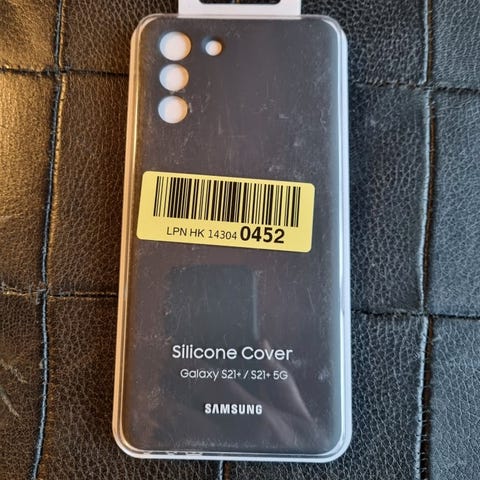 LPN HK 14304 0452
Silicone Cover
Galaxy S21+ / S21+ 5G
SAMSUNG